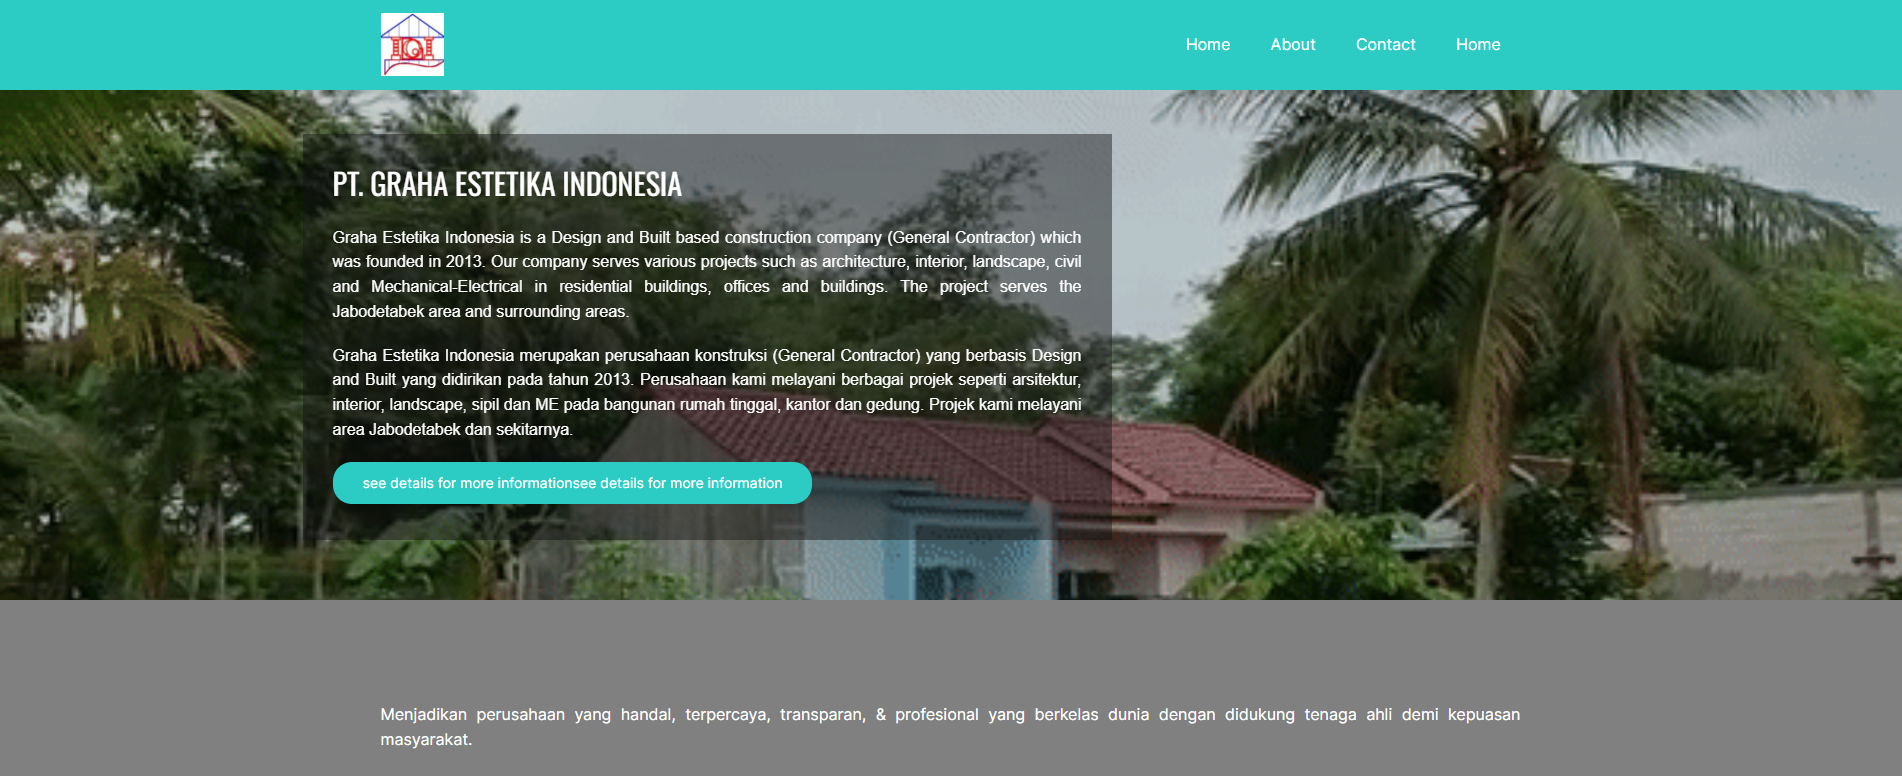 Home About Contact Home
PT. GRAHA ESTETIKA INDONESIA
Graha Estetika Indonesia is a Design and Built based construction company (General Contractor) which
was founded in 2013. Our company serves various projects such as architecture, interior, landscape, civil
and Mechanical-Electrical in residential buildings, offices and buildings. The project serves the
Jabodetabek area and surrounding areas.
Graha Estetika Indonesia merupakan perusahaan konstruksi (General Contractor) yang berbasis Design
and Built yang didirikan pada tahun 2013. Perusahaan kami melayani berbagai projek seperti arsitektur,
interior, landscape, sipil dan ME pada bangunan rumah tinggal, kantor dan gedung. Projek kami melayani
area Jabodetabek dan sekitarnya.
see details for more informationsee details for more information
Menjadikan perusahaan yang handal, terpercaya, transparan, & profesional yang berkelas dunia dengan didukung tenaga ahli demi kepuasan
masyarakat.